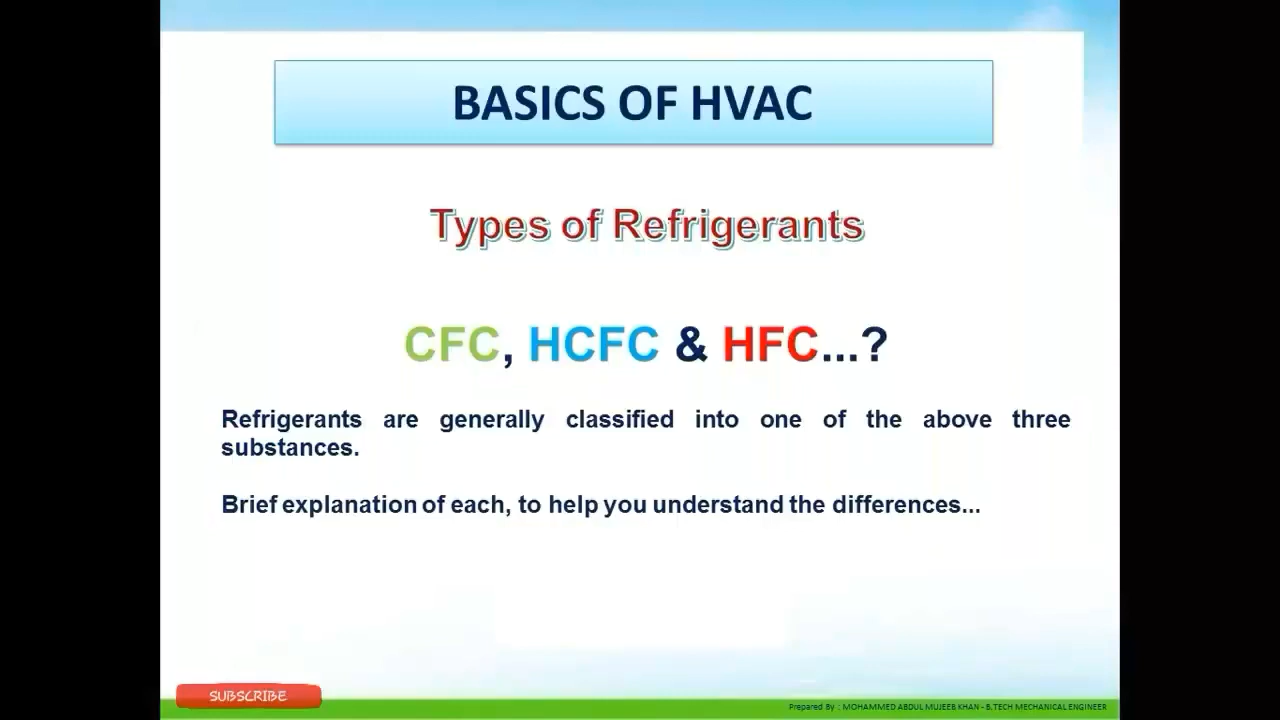 BASICS OF HVAC
Types of Refrigerants
CFC, HCFC & HFC...?
Refrigerants are generally classified into one of the above three
substances.
Brief explanation of each, to help you understand the differences...
SUBSCRIBE
Prepared By : MOHAMMED ABDUL MUJEEB KHAN - B.TECH MECHANICAL ENGINEER